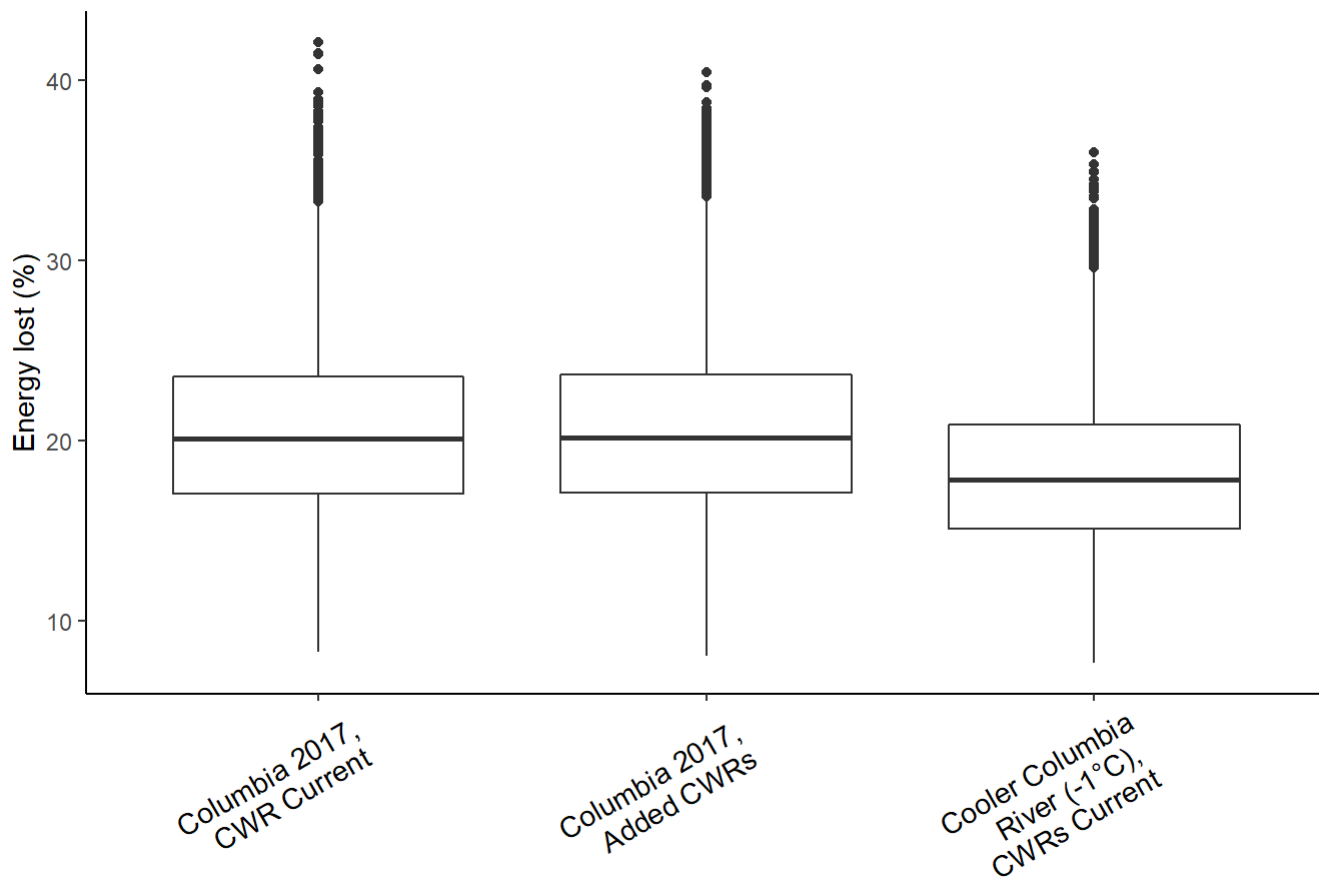 Energy lost (%)
40
30
20
10
Columbia 2017,
CWR Current
Columbia 2017,
Added CWRs
Cooler Columbia
River (-1°C),
CWRs Current